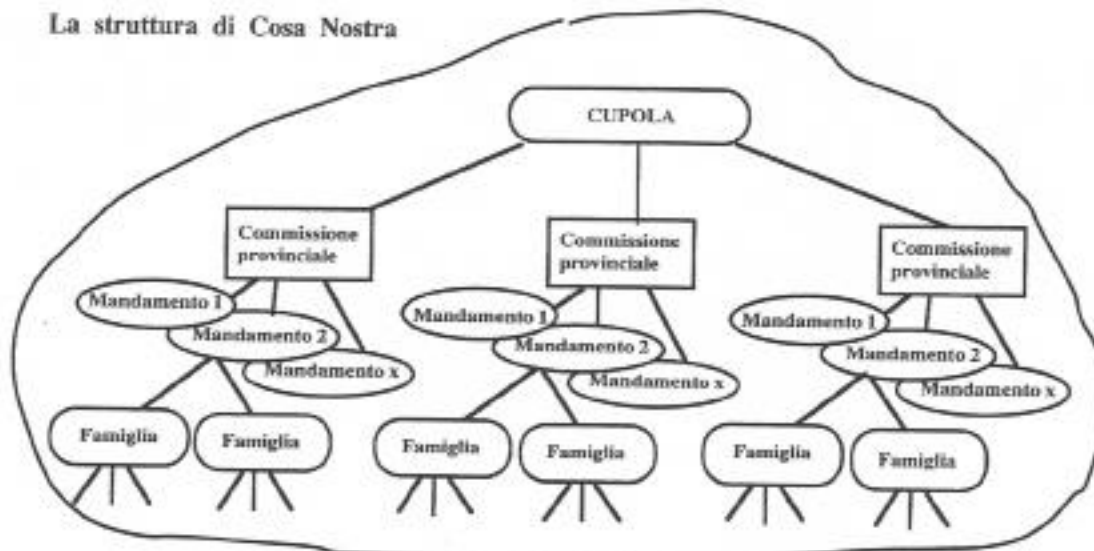 La struttura di Cosa Nostra
CUPOLA
Commissione
provinciale
Commissione
provinciale
Commissione
provinciale
Mandamento 1
Mandamento 2
Mandamento x
Mandamento 1
Mandamento 2
Mandamento x
Mandamento 1
Mandamento 2
Mandamento x
Famiglia
Famiglia
Famiglia
Famiglia
Famiglia
Famiglia